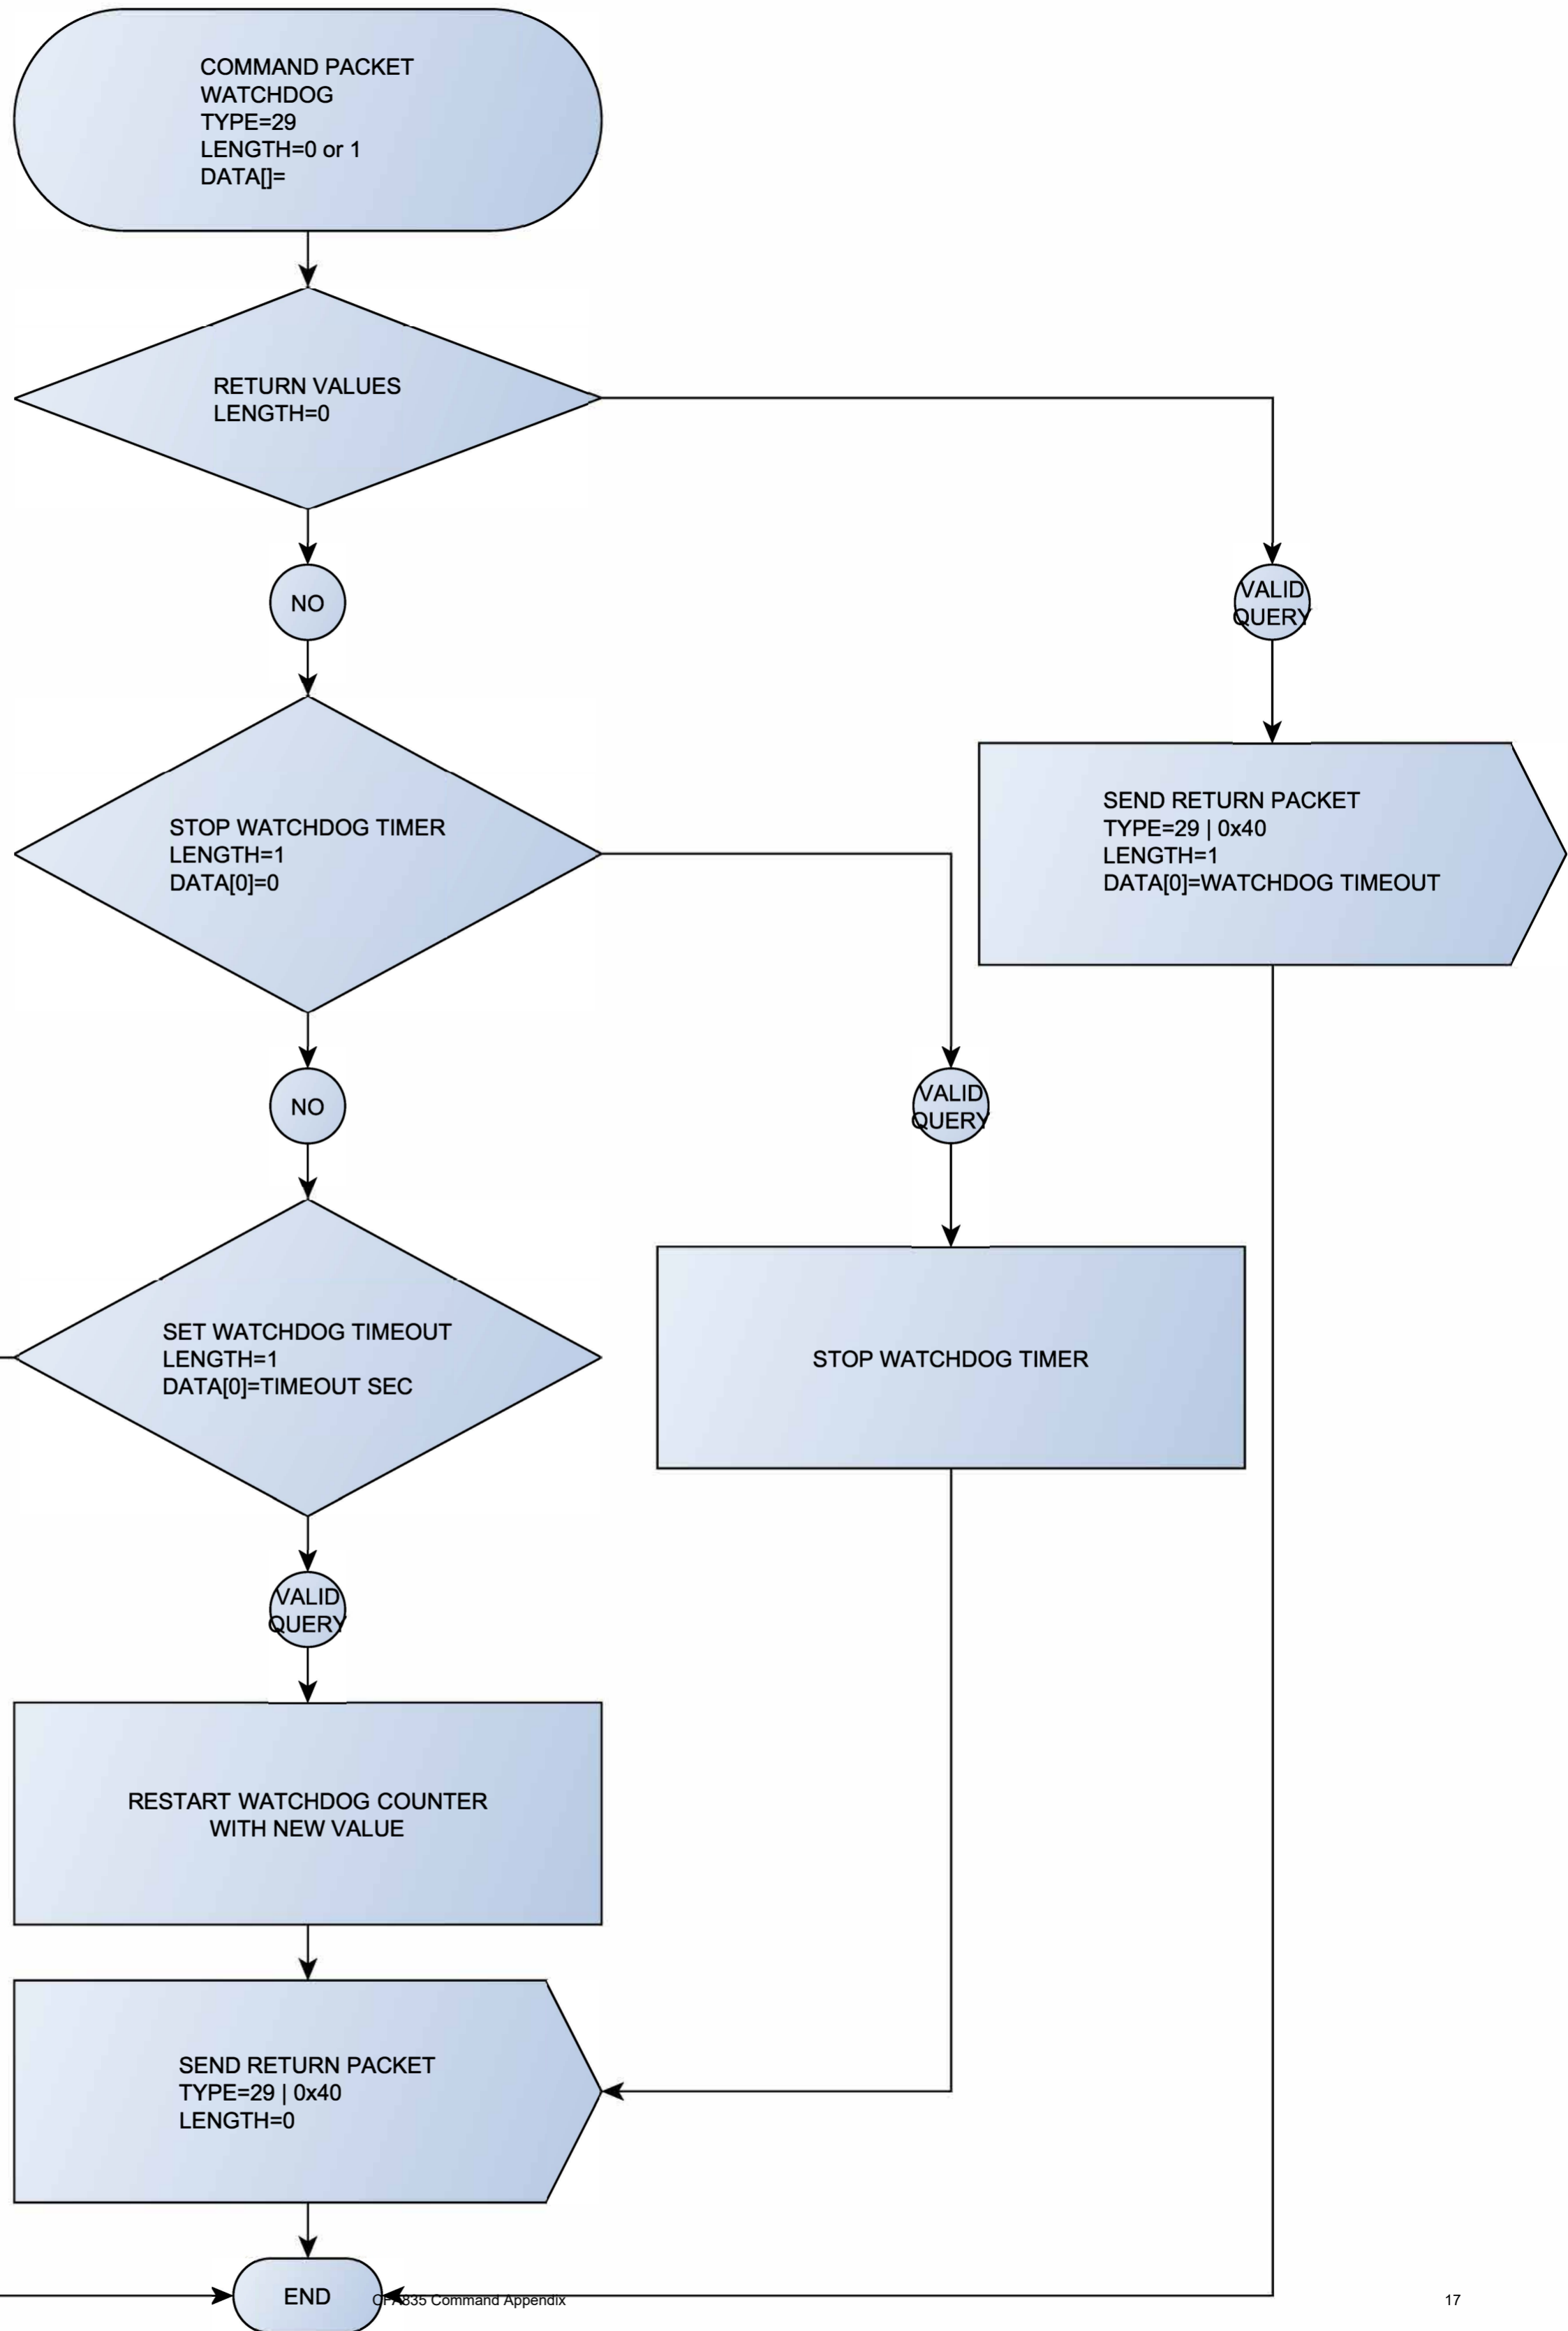 COMMAND PACKET
WATCHDOG
TYPE=29
LENGTH=0 or 1
DATA[]=
RETURN VALUES
LENGTH=0
NO
VALID
QUERY
STOP WATCHDOG TIMER
LENGTH=1
DATA[0]=0
SEND RETURN PACKET
TYPE=29 | 0x40
LENGTH=1
DATA[0]=WATCHDOG TIMEOUT
NO
VALID
QUERY
SET WATCHDOG TIMEOUT
LENGTH=1
DATA[0]=TIMEOUT SEC
STOP WATCHDOG TIMER
VALID
QUERY
RESTART WATCHDOG COUNTER
WITH NEW VALUE
SEND RETURN PACKET
TYPE=29 | 0x40
LENGTH=0
END
CFA835 Command Appendix
17